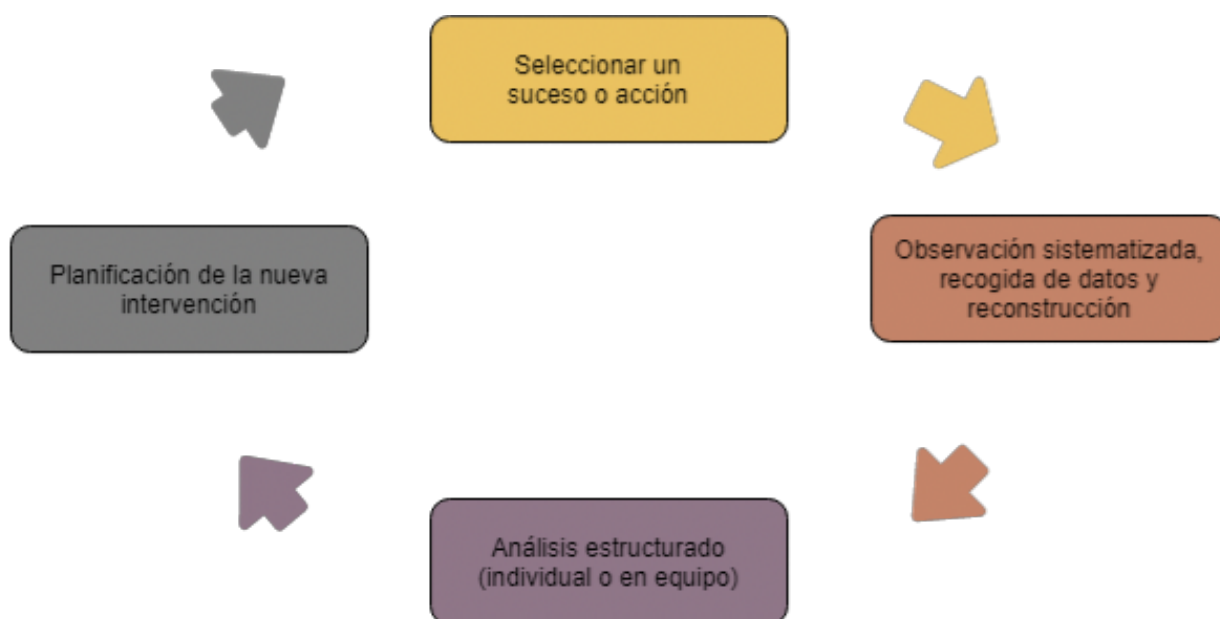 Seleccionar un
suceso o acción
Observación sistematizada,
recogida de datos y
reconstrucción
Análisis estructurado
(individual o en equipo)
Planificación de la nueva
intervención